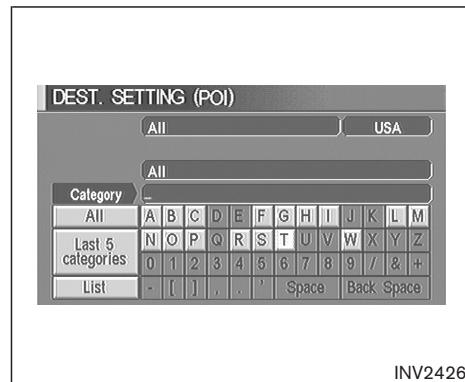 DEST. SETTING (POI)
All USA
All
Category _
All A B C D E F G H I J K L M
Last 5 categories N O P Q R S T U V W X Y Z
0 1 2 3 4 5 6 7 8 9 / & +
List - [ ] , . ' Space Back Space
INV2426